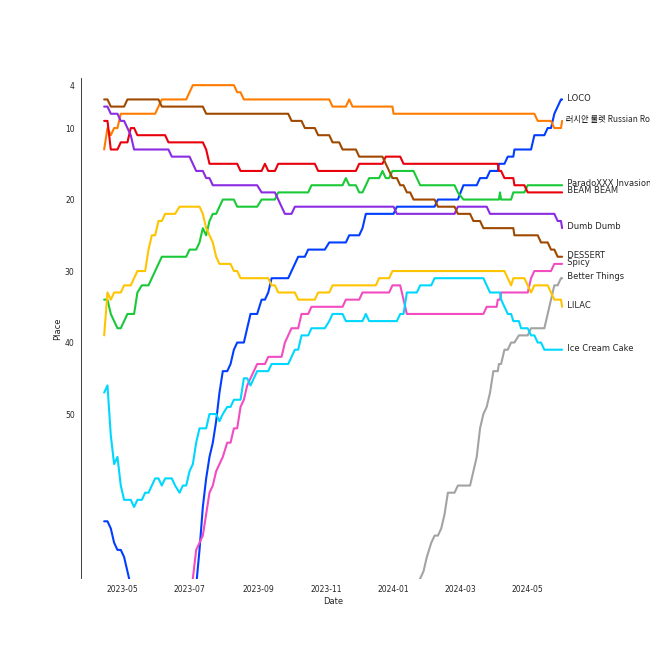 4
10
20
30
40
50
Place
2023-05
2023-07
2023-09
2023-11
2024-01
2024-03
2024-05
Date
LOCO
러시안 룰렛 Russian Ro
ParadoXXX Invasion
BEAM BEAM
Dumb Dumb
DESSERT
Spicy
Better Things
LILAC
Ice Cream Cake